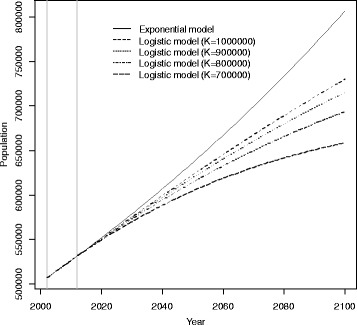 800000
750000
700000
650000
600000
550000
500000
Population
Exponential model
Logistic model (K=1000000)
Logistic model (K=900000)
Logistic model (K=800000)
Logistic model (K=700000)
2000 2020 2040 2060 2080 2100
Year